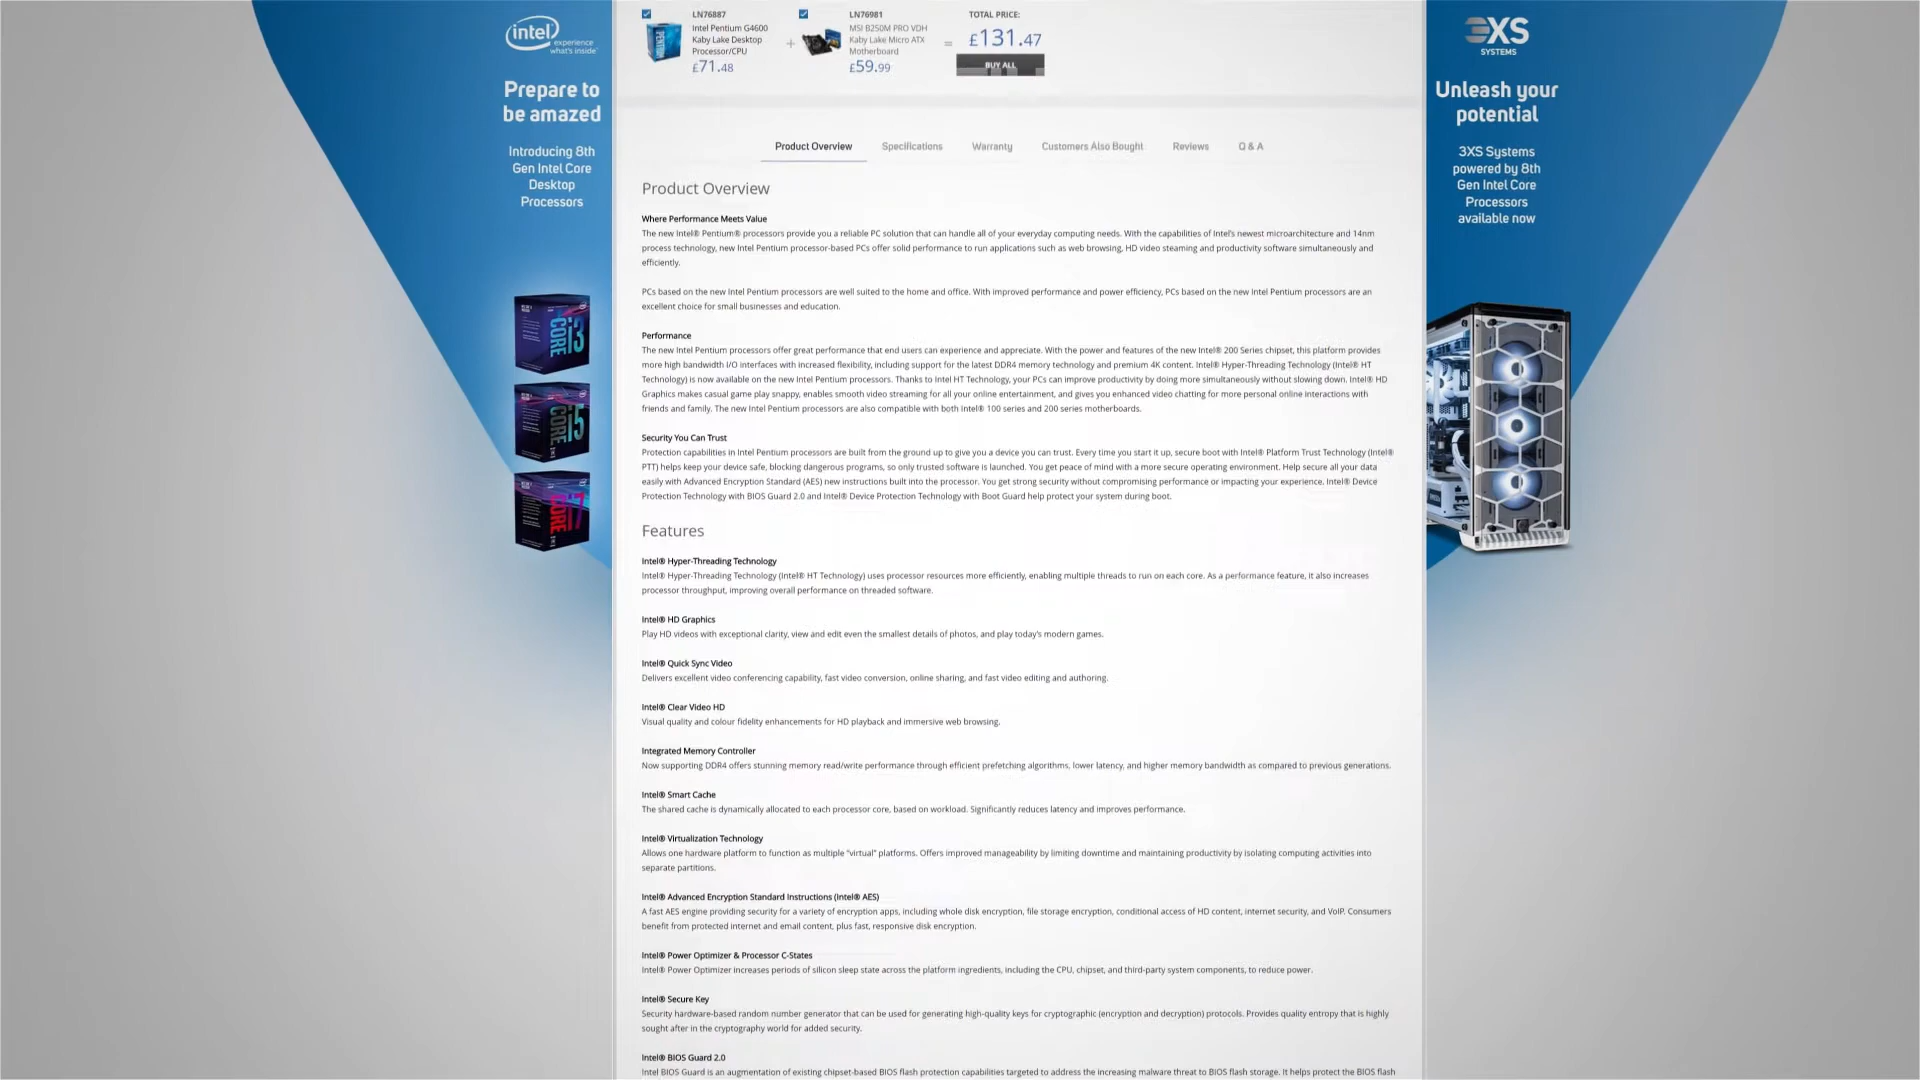 intel
experience
what's inside
Prepare to
be amazed
Introducing 8th
Gen Intel Core
Desktop
Processors
CORE i3
CORE i5
CORE i7
LN76887
Intel Pentium G4600
Kaby Lake Desktop
Processor/CPU
£71.48
+
LN76981
MSI B250M PRO VDH
Kaby Lake Micro ATX
Motherboard
£59.99
=
TOTAL PRICE:
£131.47
BUY ALL
Product Overview Specifications Warranty Customers Also Bought Reviews Q & A
Product Overview
Where Performance Meets Value
The new Intel® Pentium® processors provide you a reliable PC solution that can handle all of your everyday computing needs. With the capabilities of Intel's newest microarchitecture and 14nm
process technology, new Intel Pentium processor-based PCs offer solid performance to run applications such as web browsing, HD video steaming and productivity software simultaneously and
efficiently.
PCs based on the new Intel Pentium processors are well suited to the home and office. With improved performance and power efficiency, PCs based on the new Intel Pentium processors are an
excellent choice for small businesses and education.
Performance
The new Intel Pentium processors offer great performance that end users can experience and appreciate. With the power and features of the new Intel® 200 Series chipset, this platform provides
more high bandwidth I/O interfaces with increased flexibility, including support for the latest DDR4 memory technology and premium 4K content. Intel® Hyper-Threading Technology (Intel® HT
Technology) is now available on the new Intel Pentium processors. Thanks to Intel HT Technology, your PCs can improve productivity by doing more simultaneously without slowing down. Intel® HD
Graphics makes casual game play snappy, enables smooth video streaming for all your online entertainment, and gives you enhanced video chatting for more personal online interactions with
friends and family. The new Intel Pentium processors are also compatible with both Intel® 100 series and 200 series motherboards.
Security You Can Trust
Protection capabilities in Intel Pentium processors are built from the ground up to give you a device you can trust. Every time you start it up, secure boot with Intel® Platform Trust Technology (Intel®
PTT) helps keep your device safe, blocking dangerous programs, so only trusted software is launched. You get peace of mind with a more secure operating environment. Help secure all your data
easily with Advanced Encryption Standard (AES) new instructions built into the processor. You get strong security without compromising performance or impacting your experience. Intel® Device
Protection Technology with BIOS Guard 2.0 and Intel® Device Protection Technology with Boot Guard help protect your system during boot.
Features
Intel® Hyper-Threading Technology
Intel® Hyper-Threading Technology (Intel® HT Technology) uses processor resources more efficiently, enabling multiple threads to run on each core. As a performance feature, it also increases
processor throughput, improving overall performance on threaded software.
Intel® HD Graphics
Play HD videos with exceptional clarity, view and edit even the smallest details of photos, and play today's modern games.
Intel® Quick Sync Video
Delivers excellent video conferencing capability, fast video conversion, online sharing, and fast video editing and authoring.
Intel® Clear Video HD
Visual quality and colour fidelity enhancements for HD playback and immersive web browsing.
Integrated Memory Controller
Now supporting DDR4 offers stunning memory read/write performance through efficient prefetching algorithms, lower latency, and higher memory bandwidth as compared to previous generations.
Intel® Smart Cache
The shared cache is dynamically allocated to each processor core, based on workload. Significantly reduces latency and improves performance.
Intel® Virtualization Technology
Allows one hardware platform to function as multiple "virtual" platforms. Offers improved manageability by limiting downtime and maintaining productivity by isolating computing activities into
separate partitions.
Intel® Advanced Encryption Standard Instructions (Intel® AES)
A fast AES engine providing security for a variety of encryption apps, including whole disk encryption, file storage encryption, conditional access of HD content, internet security, and VoIP. Consumers
benefit from protected internet and email content, plus fast, responsive disk encryption.
Intel® Power Optimizer & Processor C-States
Intel® Power Optimizer increases periods of silicon sleep state across the platform ingredients, including the CPU, chipset, and third-party system components, to reduce power.
Intel® Secure Key
Security hardware-based random number generator that can be used for generating high-quality keys for cryptographic (encryption and decryption) protocols. Provides quality entropy that is highly
sought after in the cryptography world for added security.
Intel® BIOS Guard 2.0
Intel BIOS Guard is an augmentation of existing chipset-based BIOS flash protection capabilities targeted to address the increasing malware threat to BIOS flash storage. It helps protect the BIOS flash
3XS
SYSTEMS
Unleash your
potential
3XS Systems
powered by 8th
Gen Intel Core
Processors
available now